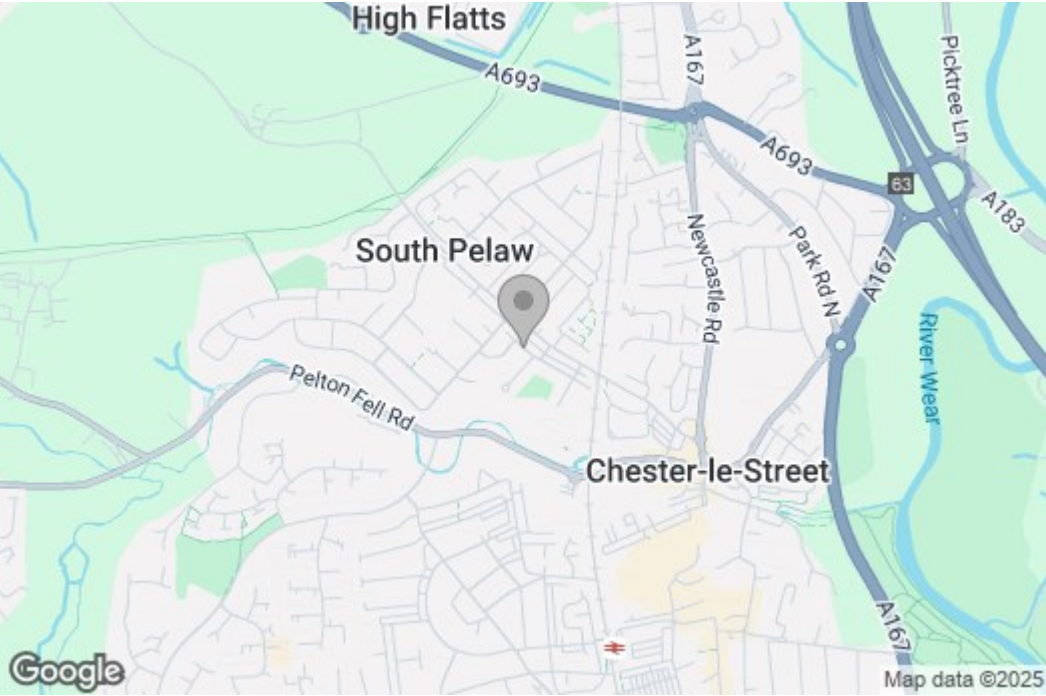 High Flatts
A693
A167
Picktree Ln
A693
63
A183
South Pelaw
Newcastle Rd
Park Rd N
A167
River Wear
Pelton Fell Rd
Chester-le-Street
A167
Google
Map data ©2025